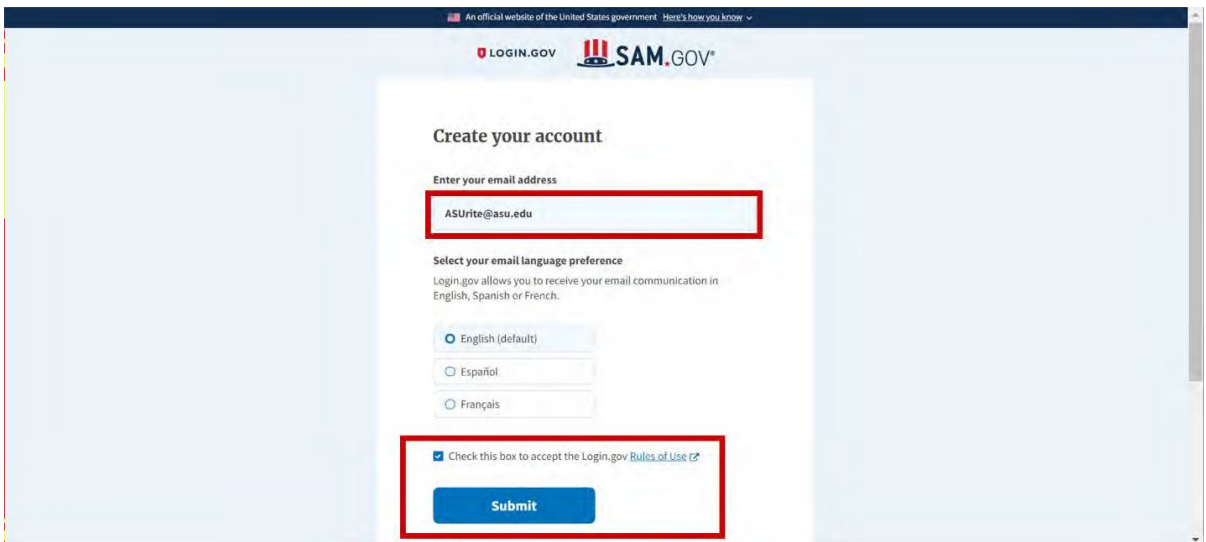 An official website of the United States government Here's how you know
LOGIN.GOV SAM.GOV®
Create your account
Enter your email address
ASUrite@asu.edu
Select your email language preference
Login.gov allows you to receive your email communication in
English, Spanish or French.
English (default)
Español
Français
Check this box to accept the Login.gov Rules of Use
Submit